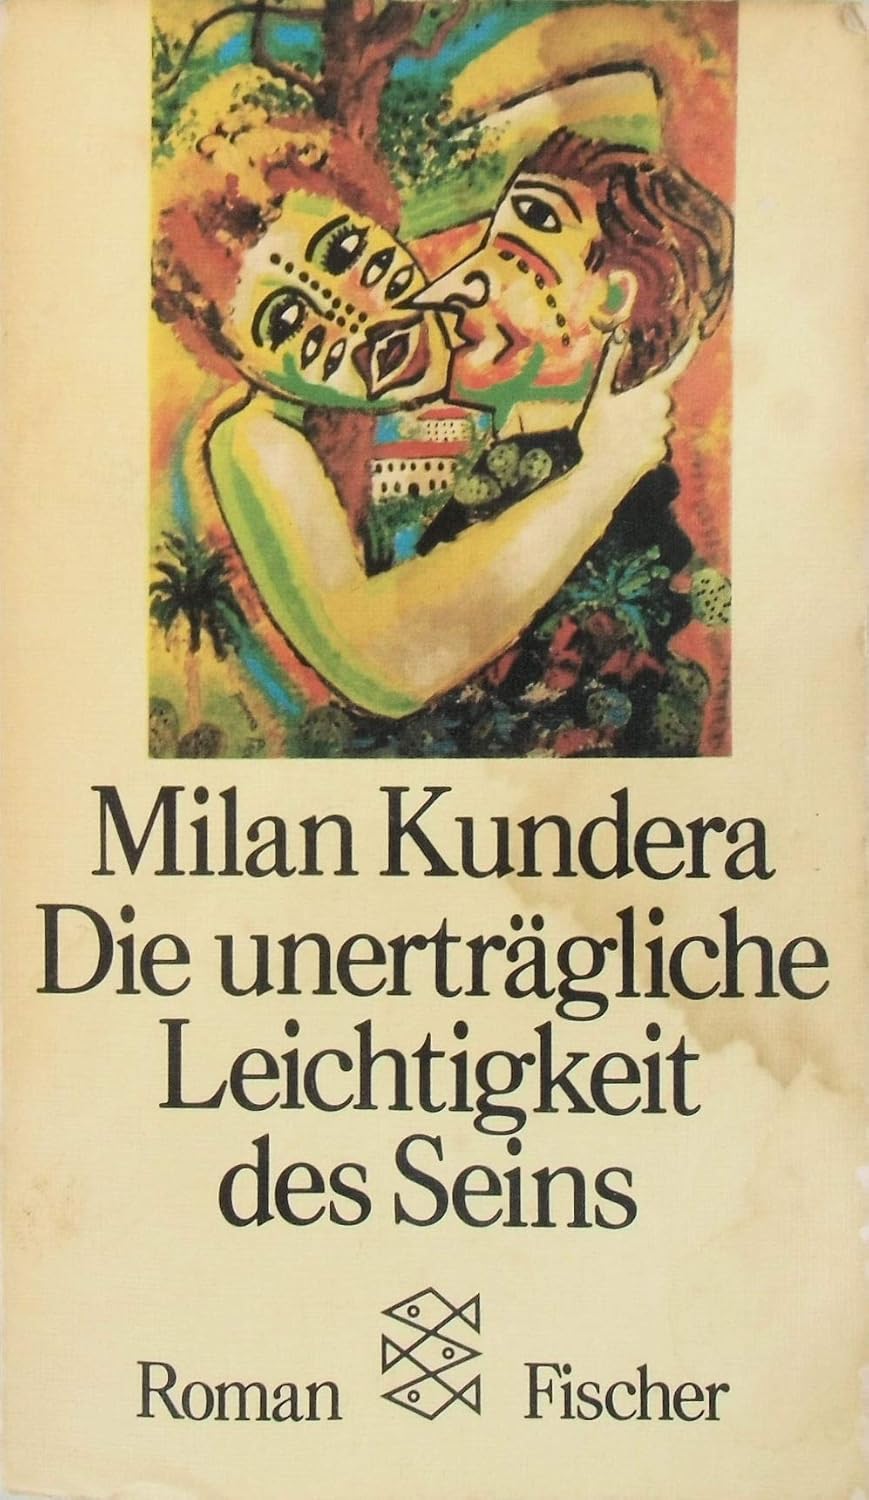 Milan Kundera
Die unerträgliche
Leichtigkeit
des Seins
Roman Fischer